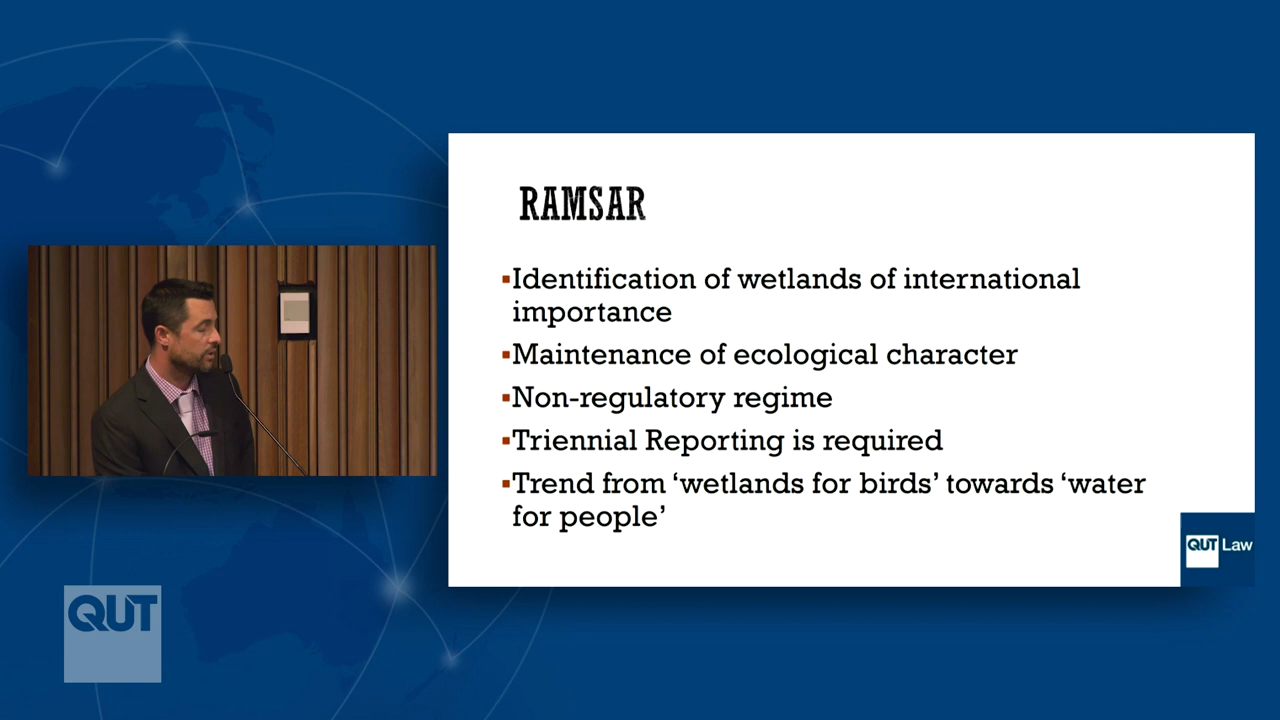 RAMSAR
▪Identification of wetlands of international
importance
▪Maintenance of ecological character
▪Non-regulatory regime
▪Triennial Reporting is required
▪Trend from ‘wetlands for birds’ towards ‘water
for people’
QUT Law
QUT